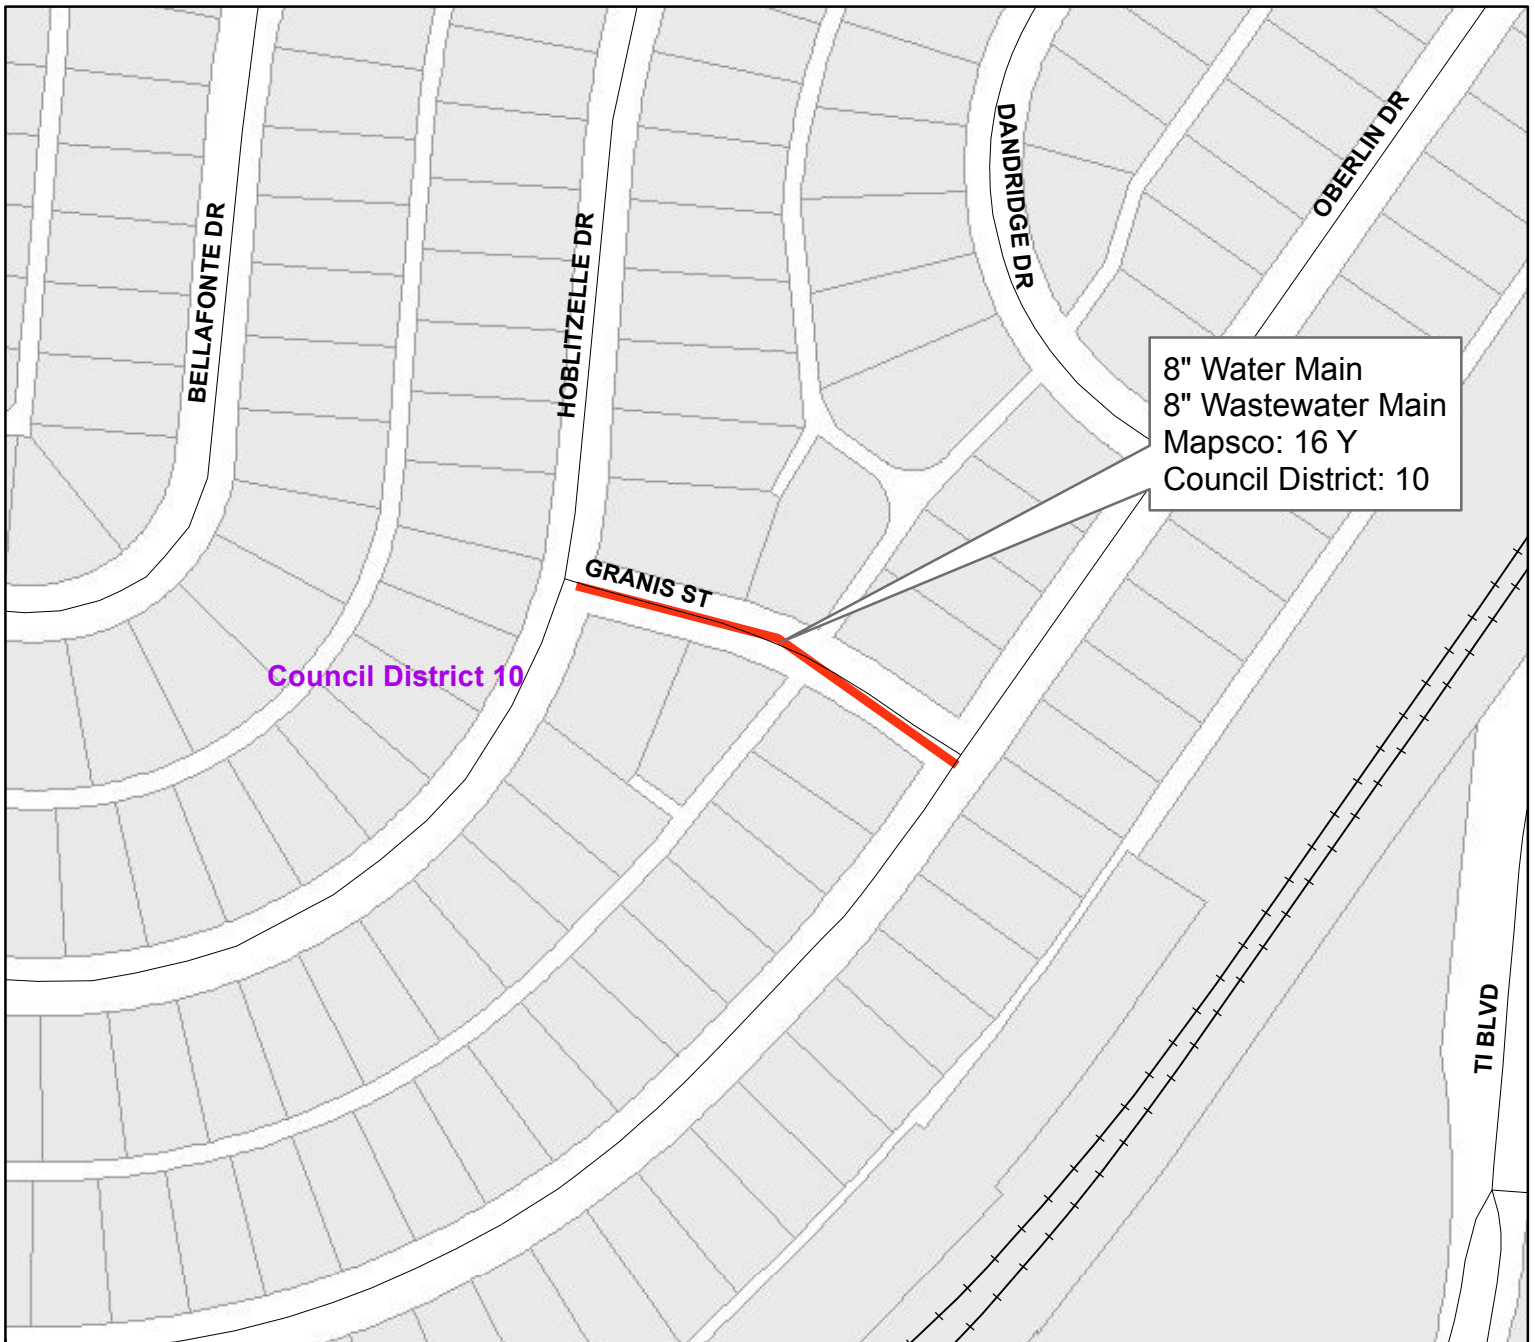 DANDRIDGE DR
OBERLIN DR
BELLAFONTE DR
HOBLITZELLE DR
8" Water Main
8" Wastewater Main
Mapsco: 16 Y
Council District: 10
GRANIS ST
Council District 10
TI BLVD